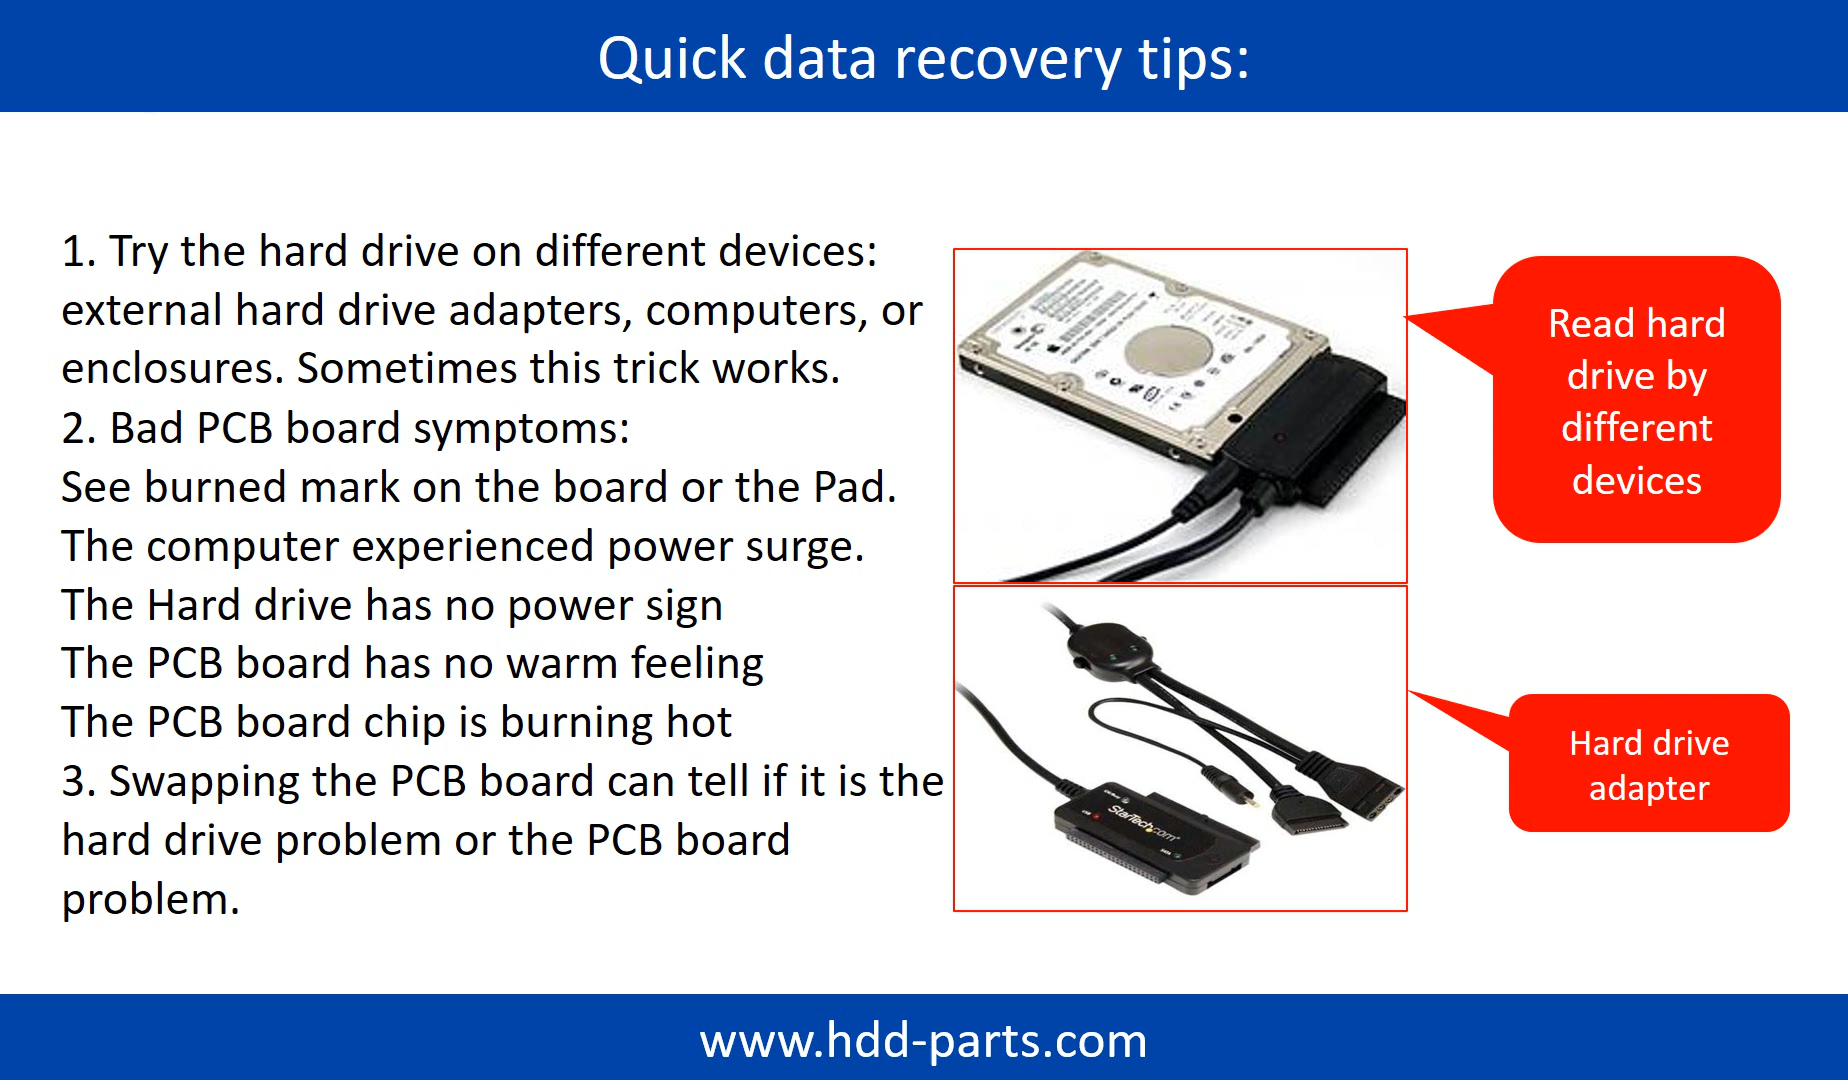 Quick data recovery tips:
1. Try the hard drive on different devices:
external hard drive adapters, computers, or
enclosures. Sometimes this trick works.
2. Bad PCB board symptoms:
See burned mark on the board or the Pad.
The computer experienced power surge.
The Hard drive has no power sign
The PCB board has no warm feeling
The PCB board chip is burning hot
3. Swapping the PCB board can tell if it is the
hard drive problem or the PCB board
problem.
Read hard
drive by
different
devices
StarTech.com
Hard drive
adapter
www.hdd-parts.com